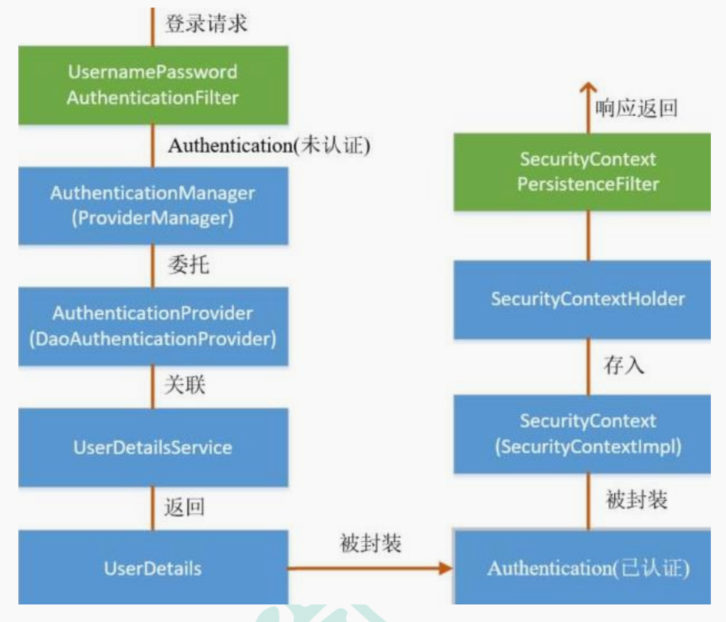 登录请求
UsernamePassword
AuthenticationFilter
Authentication(未认证)
AuthenticationManager
(ProviderManager)
委托
AuthenticationProvider
(DaoAuthenticationProvider)
关联
UserDetailsService
返回
UserDetails
被封装
Authentication(已认证)
被封装
SecurityContext
(SecurityContextImpl)
存入
SecurityContextHolder
SecurityContext
PersistenceFilter
响应返回